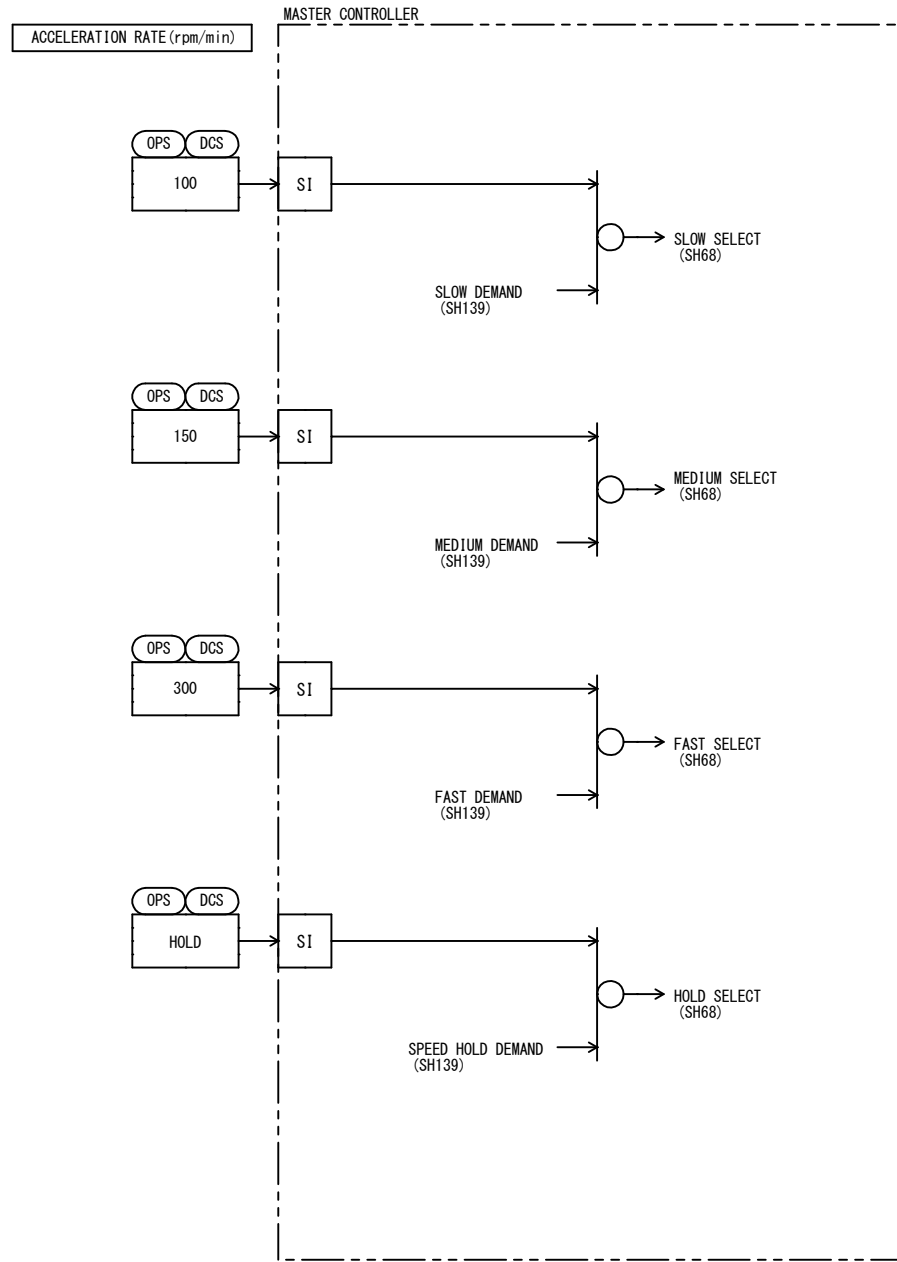 MASTER CONTROLLER
ACCELERATION RATE(rpm/min)
OPS DCS
100
SI
SLOW SELECT
(SH68)
SLOW DEMAND
(SH139)
OPS DCS
150
SI
MEDIUM SELECT
(SH68)
MEDIUM DEMAND
(SH139)
OPS DCS
300
SI
FAST SELECT
(SH68)
FAST DEMAND
(SH139)
OPS DCS
HOLD
SI
HOLD SELECT
(SH68)
SPEED HOLD DEMAND
(SH139)